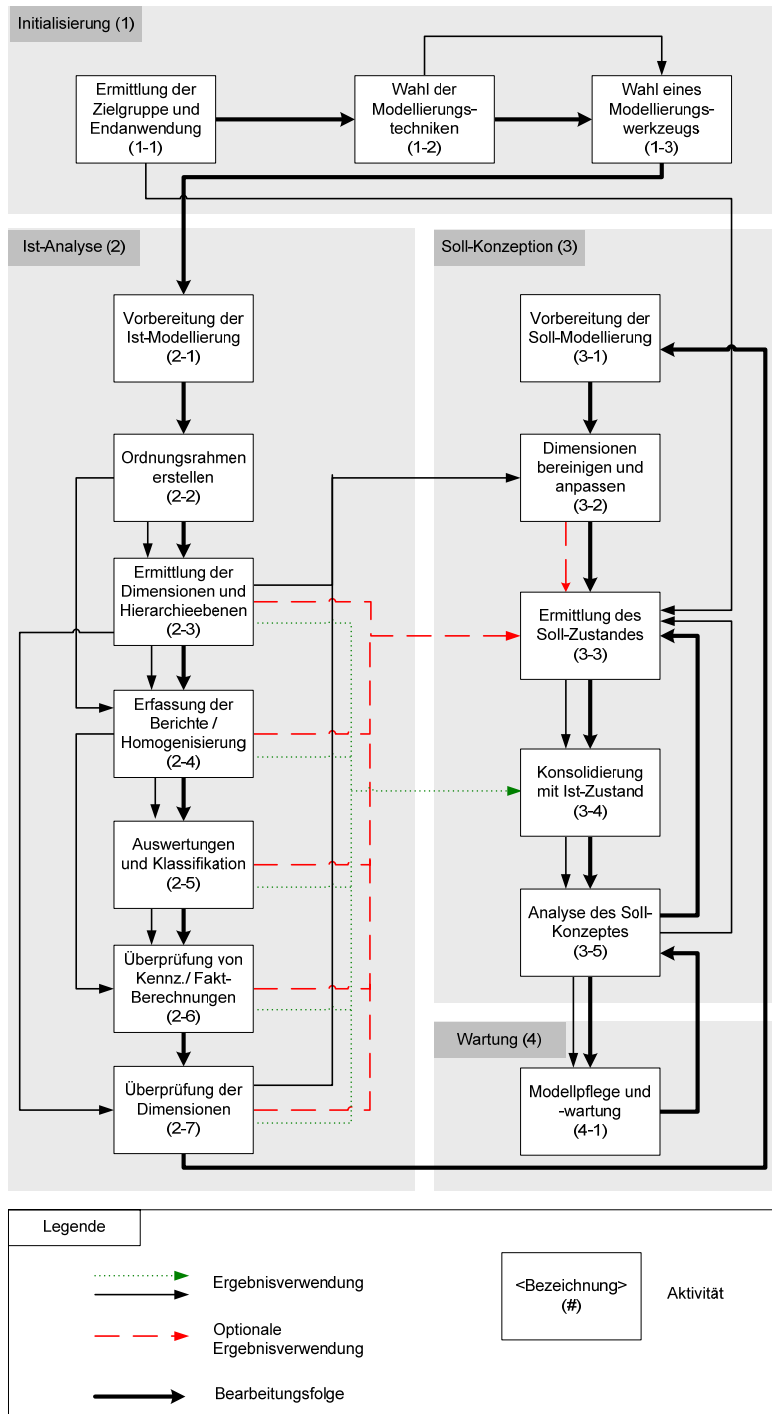 Initialisierung (1)
Ermittlung der
Zielgruppe und
Endanwendung
(1-1)
Wahl der
Modellierungs-
techniken
(1-2)
Wahl eines
Modellierungs-
werkzeugs
(1-3)
Ist-Analyse (2)
Vorbereitung der
Ist-Modellierung
(2-1)
Ordnungsrahmen
erstellen
(2-2)
Ermittlung der
Dimensionen und
Hierarchieebenen
(2-3)
Erfassung der
Berichte /
Homogenisierung
(2-4)
Auswertungen
und Klassifikation
(2-5)
Überprüfung von
Kennz./ Fakt-
Berechnungen
(2-6)
Überprüfung der
Dimensionen
(2-7)
Soll-Konzeption (3)
Vorbereitung der
Soll-Modellierung
(3-1)
Dimensionen
bereinigen und
anpassen
(3-2)
Ermittlung des
Soll-Zustandes
(3-3)
Konsolidierung
mit Ist-Zustand
(3-4)
Analyse des Soll-
Konzeptes
(3-5)
Wartung (4)
Modellpflege und
-wartung
(4-1)
Legende
Ergebnisverwendung
Optionale
Ergebnisverwendung
Bearbeitungsfolge
<Bezeichnung>
(#)
Aktivität